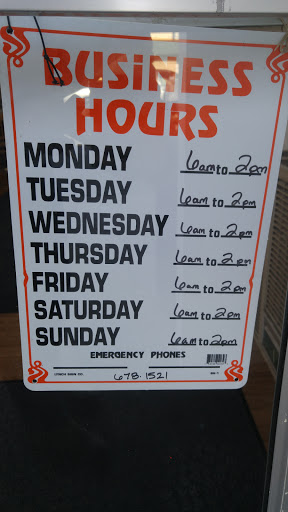 BUSINESS
HOURS
MONDAY 6am to 2pm
TUESDAY 6am to 2pm
WEDNESDAY 6am to 2pm
THURSDAY 6am to 2pm
FRIDAY 6am to 2pm
SATURDAY 6am to 2pm
SUNDAY 6am to 2pm
EMERGENCY PHONES
678.1521